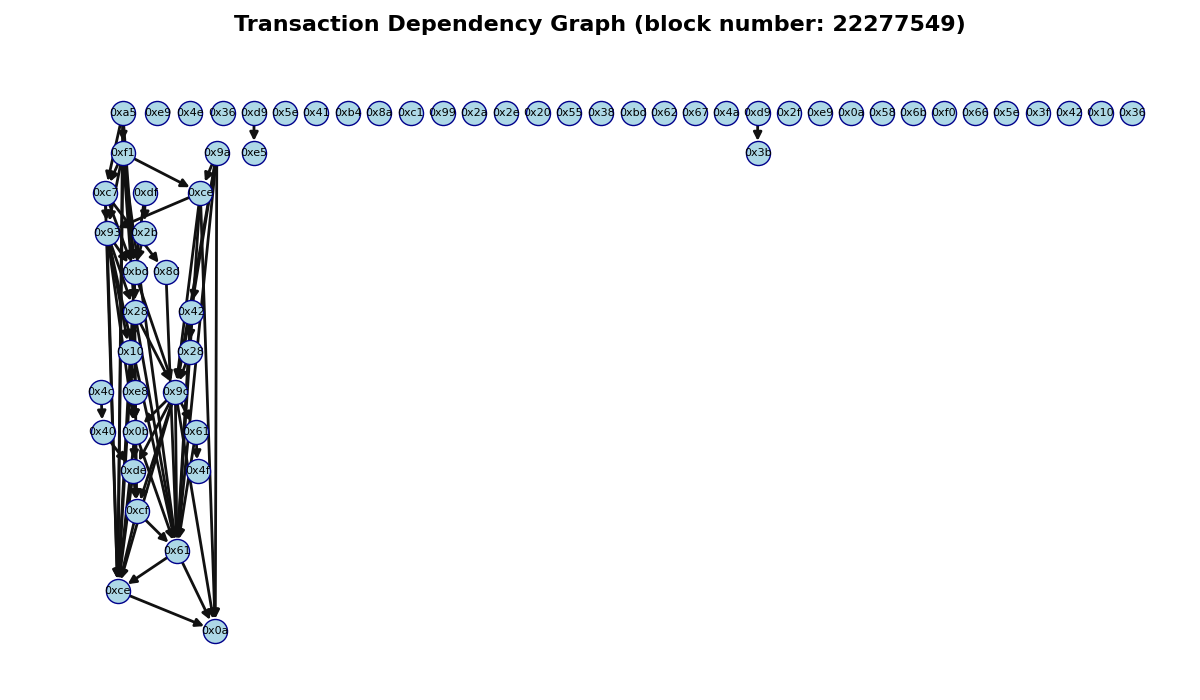 Transaction Dependency Graph (block number: 22277549)
0xa5 0xe9 0x4e 0x36 0xd9 0x5e 0x41 0xb4 0x8a 0xc1 0x99 0x2a 0x2e 0x20 0x55 0x38 0xbd 0x62 0x67 0x4a 0xd9 0x2f 0xe9 0x0a 0x58 0x6b 0xf0 0x66 0x5e 0x3f 0x42 0x10 0x36
0xf1 0x9a 0xe5 0x3b
0xc7 0xdf 0xce
0x93 0x2b
0xbd 0x8d
0x28 0x42
0x10 0x28
0x4c 0xe8 0x9d
0x40 0x0b 0x61
0xde 0x4f
0xcf
0x61
0xce
0x0a